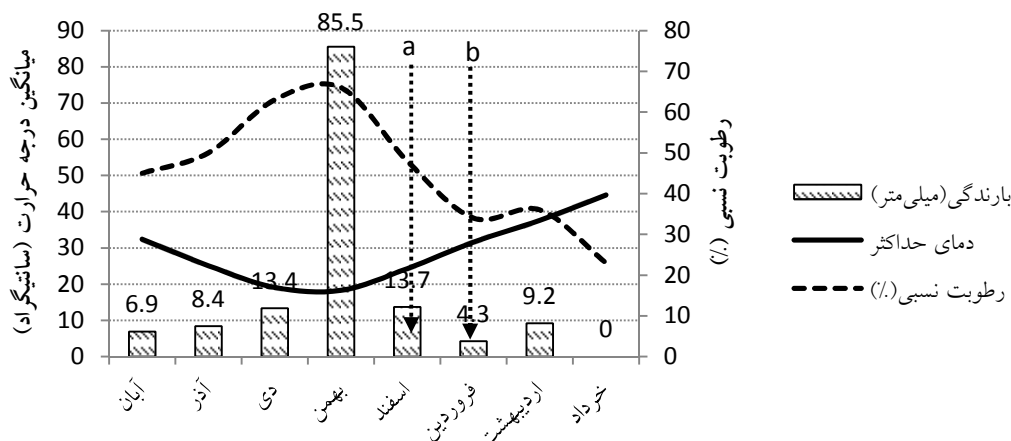 میانگین درجه حرارت (سانتیگراد)
90
80
70
60
50
40
30
20
10
0
85.5
a
b
6.9
8.4
13.4
13.7
4.3
9.2
0
آبان
آذر
دی
بهمن
اسفند
فروردین
اردیبهشت
خرداد
80
70
60
50
40
30
20
10
0
رطوبت نسبی (%)
بارندگی(میلی‌متر)
دمای حداکثر
رطوبت نسبی(٪)